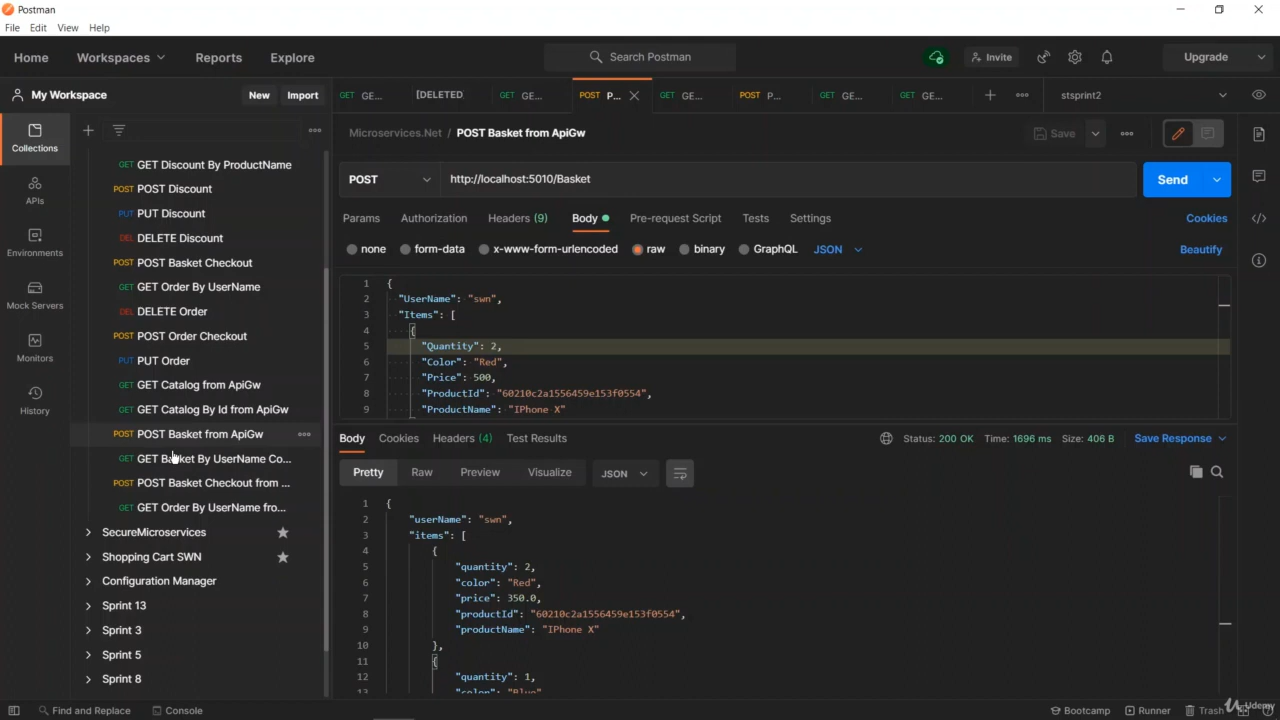 Postman
File Edit View Help
Home Workspaces Reports Explore Search Postman Invite Upgrade
My Workspace New Import
GET GE... [DELETED GET GE... POST P... GET GE... POST P... GET GE... GET GE... stsprint2
Collections
APIs
Environments
Mock Servers
Monitors
History
GET GET Discount By ProductName
POST POST Discount
PUT PUT Discount
DEL DELETE Discount
POST POST Basket Checkout
GET GET Order By UserName
DEL DELETE Order
POST POST Order Checkout
PUT PUT Order
GET GET Catalog from ApiGw
GET GET Catalog By Id from ApiGw
POST POST Basket from ApiGw
GET GET Basket By UserName Co...
POST POST Basket Checkout from ...
GET GET Order By UserName fro...
SecureMicroservices
Shopping Cart SWN
Configuration Manager
Sprint 13
Sprint 3
Sprint 5
Sprint 8
Microservices.Net / POST Basket from ApiGw Save
POST http://localhost:5010/Basket Send
Params Authorization Headers (9) Body Pre-request Script Tests Settings Cookies
none form-data x-www-form-urlencoded raw binary GraphQL JSON Beautify
1 {
2 "UserName": "swn",
3 "Items": [
4 {
5 "Quantity": 2,
6 "Color": "Red",
7 "Price": 500,
8 "ProductId": "60210c2a1556459e153f0554",
9 "ProductName": "IPhone X"
Body Cookies Headers (4) Test Results Status: 200 OK Time: 1696 ms Size: 406 B Save Response
Pretty Raw Preview Visualize JSON
1 {
2 "userName": "swn",
3 "items": [
4 {
5 "quantity": 2,
6 "color": "Red",
7 "price": 350.0,
8 "productId": "60210c2a1556459e153f0554",
9 "productName": "IPhone X"
10 },
11 {
12 "quantity": 1,
13 "color": "Blue"
Find and Replace Console Bootcamp Runner Trash Udemy